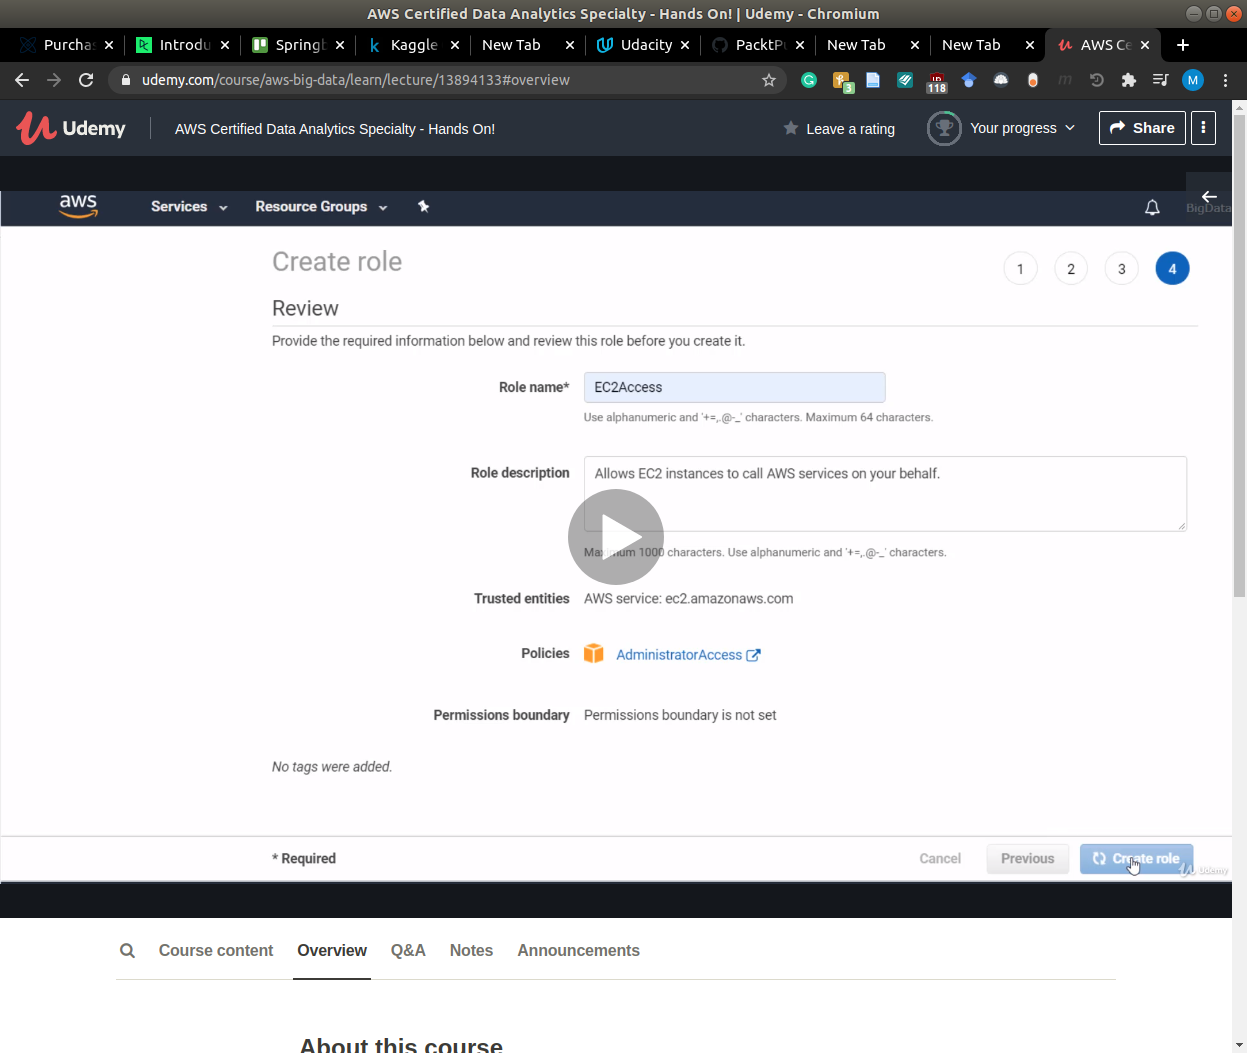 AWS Certified Data Analytics Specialty - Hands On! | Udemy - Chromium
Purchas Introdu Springb Kaggle New Tab Udacity PacktPu New Tab New Tab AWS Ce
udemy.com/course/aws-big-data/learn/lecture/13894133#overview
3 118 M
Udemy AWS Certified Data Analytics Specialty - Hands On! Leave a rating Your progress Share
aws Services Resource Groups BigData
Create role 1 2 3 4
Review
Provide the required information below and review this role before you create it.
Role name* EC2Access
Use alphanumeric and '+=,.@-_' characters. Maximum 64 characters.
Role description Allows EC2 instances to call AWS services on your behalf.
Maximum 1000 characters. Use alphanumeric and '+=,.@-_' characters.
Trusted entities AWS service: ec2.amazonaws.com
Policies AdministratorAccess
Permissions boundary Permissions boundary is not set
No tags were added.
* Required Cancel Previous Create role
Udemy
Course content Overview Q&A Notes Announcements
About this course